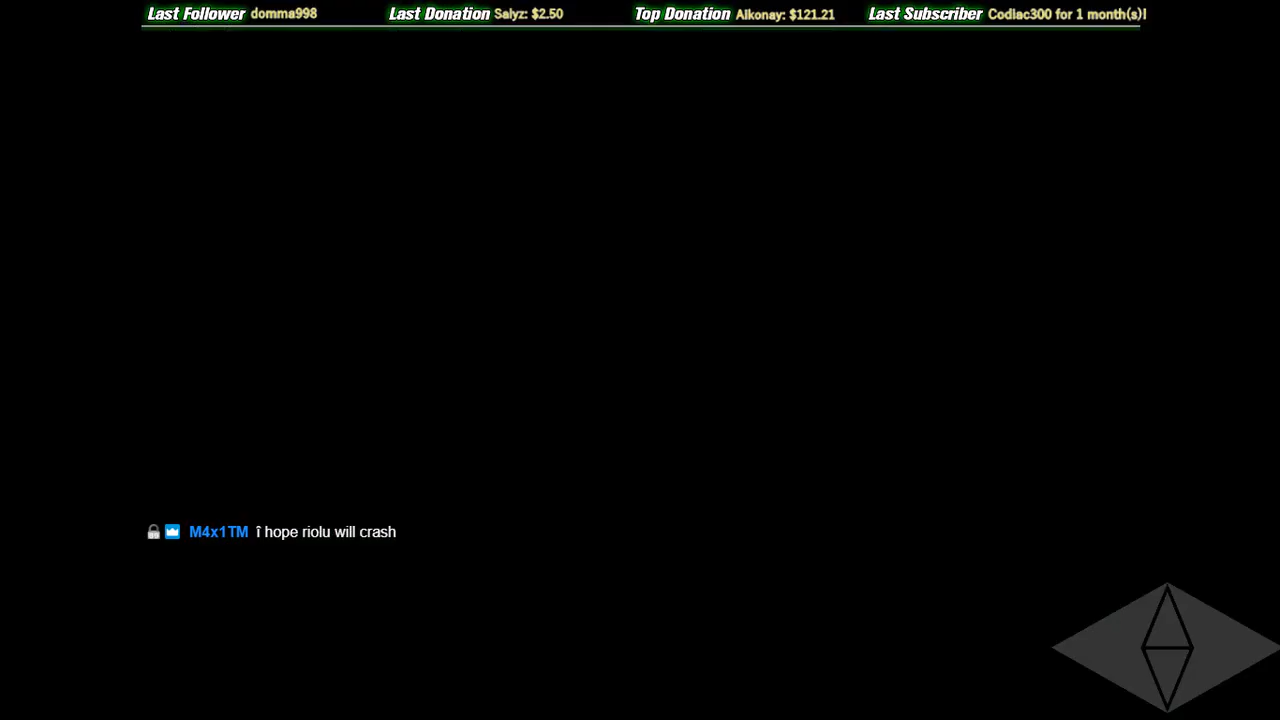 Last Follower domma998 Last Donation Salyz: $2.50 Top Donation Alkonay: $121.21 Last Subscriber Codiac300 for 1 month(s)!
M4x1TM î hope riolu will crash